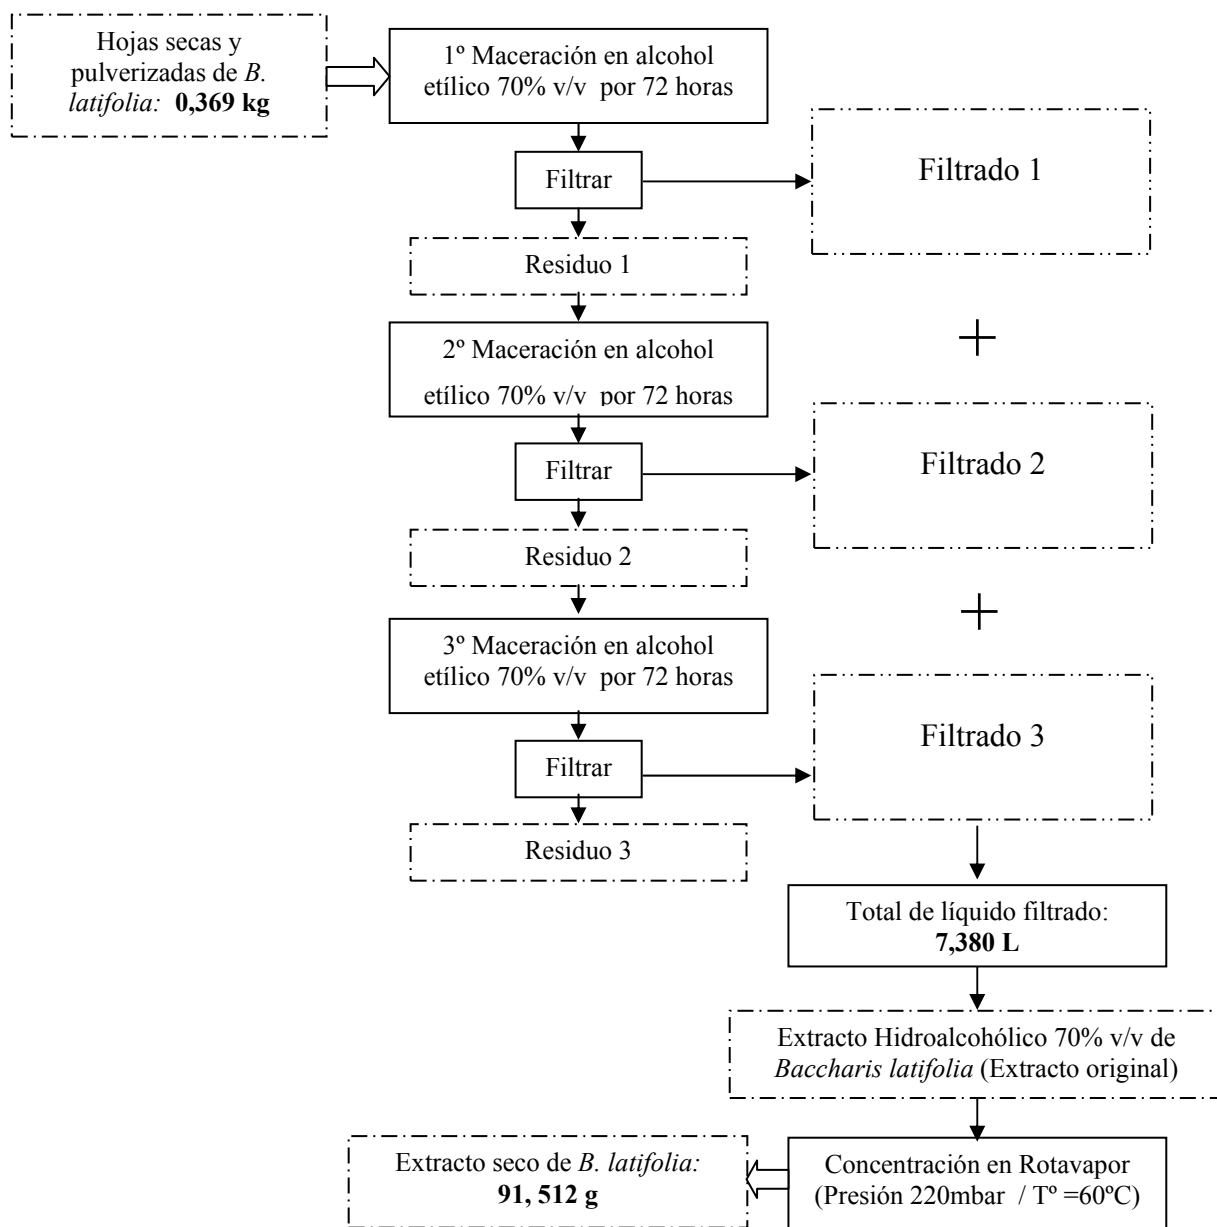 Hojas secas y
pulverizadas de B.
latifolia: 0,369 kg
1º Maceración en alcohol
etílico 70% v/v por 72 horas
Filtrar
Filtrado 1
Residuo 1
+
2º Maceración en alcohol
etílico 70% v/v por 72 horas
Filtrar
Filtrado 2
Residuo 2
+
3º Maceración en alcohol
etílico 70% v/v por 72 horas
Filtrar
Filtrado 3
Residuo 3
Total de líquido filtrado:
7,380 L
Extracto Hidroalcohólico 70% v/v de
Baccharis latifolia (Extracto original)
Concentración en Rotavapor
(Presión 220mbar / Tº =60ºC)
Extracto seco de B. latifolia:
91, 512 g